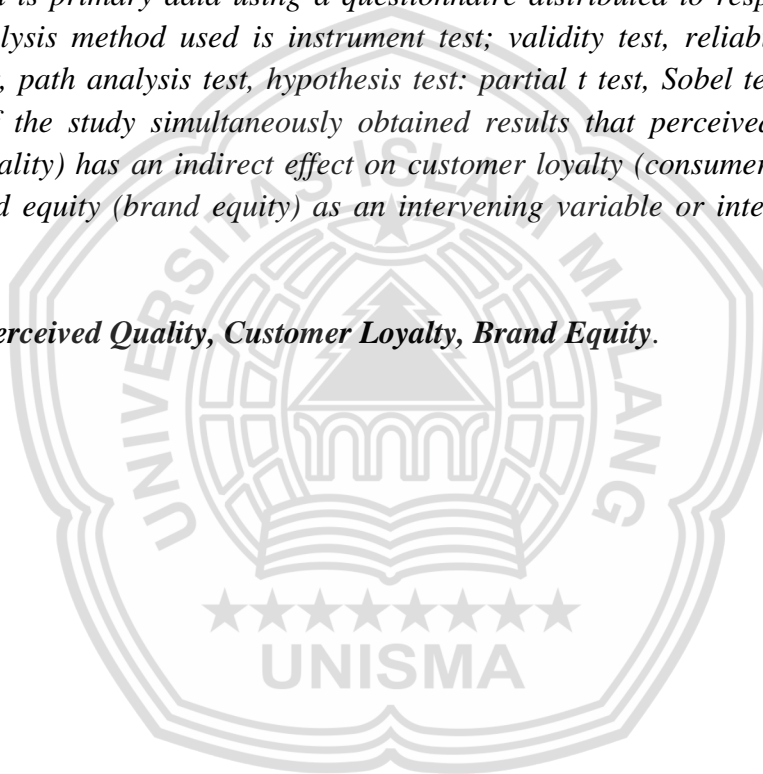 is primary data using a questionnaire distributed to resp
lysis method used is instrument test; validity test, reliab
, path analysis test, hypothesis test: partial t test, Sobel te
f the study simultaneously obtained results that perceived
ality) has an indirect effect on customer loyalty (consumer
d equity (brand equity) as an intervening variable or inte
erceived Quality, Customer Loyalty, Brand Equity.
UNIVERSITAS ISLAM MALANG
UNISMA